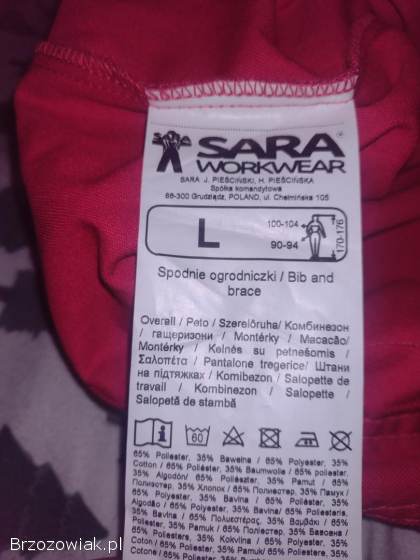 SARA
SARA®
WORKWEAR
SARA J. PIEŚCIŃSKI, H. PIEŚCIŃSKA
Spółka komandytowa
86-300 Grudziądz, POLAND, ul. Chełmińska 105
L
100-104
90-94
170-176
Spodnie ogrodniczki / Bib and
brace
Overall / Peto / Szerelőruha/ Комбинезон
/ гащеризони / Montérky / Macacão/
Montérky / Kelnės su petnešomis /
Σαλοπέτα / Pantalone tregerice/ Штани
на підтяжках / Kombezon / Salopette de
travail / Kombinezon / Salopette /
Salopetă de stambă
60
65% Poliester, 35% Bawełna / 65% Polyester, 35%
Cotton / 65% Polyester, 35% Baumwolle / 65% poliester,
35% Algodón/ 65% Poliészter, 35% Pamut / 65%
Полиэстер, 35% Хлопок / 65% Полиестер, 35% Памук /
65% Polyester, 35% Bavlna / 65% Poliéster, 35%
Algodão / 65% Polyester, 35% Bavlna / 65%
35% Medvilnė / 65% Πολυεστέρας, 35% Βαμβάκι / 65%
Poliester, 35% Pamuk / 65% Поліестер, 35% Бавовна /
65% Poliesters, 35% Kokvilna / 65% Polyester, 35%
Coton / 65% Poliester, 35% Pamuk/ 65% Poliester, 35%
Brzozowiak.pl